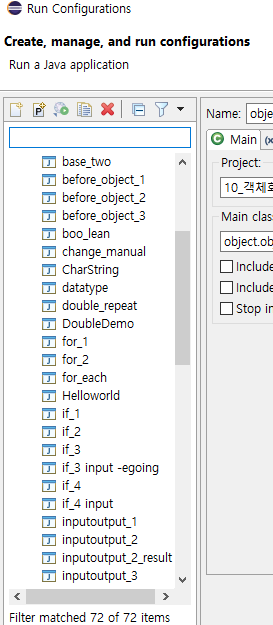 Run Configurations
Create, manage, and run configurations
Run a Java application
Name: obje
Main
Project:
10_객체호
Main clas
object.ob
Include
Include
Stop in
base_two
before_object_1
before_object_2
before_object_3
boo_lean
change_manual
CharString
datatype
double_repeat
DoubleDemo
for_1
for_2
for_each
Helloworld
if_1
if_2
if_3
if_3 input -egoing
if_4
if_4 input
inputoutput_1
inputoutput_2
inputoutput_2_result
inputoutput_3
Filter matched 72 of 72 items